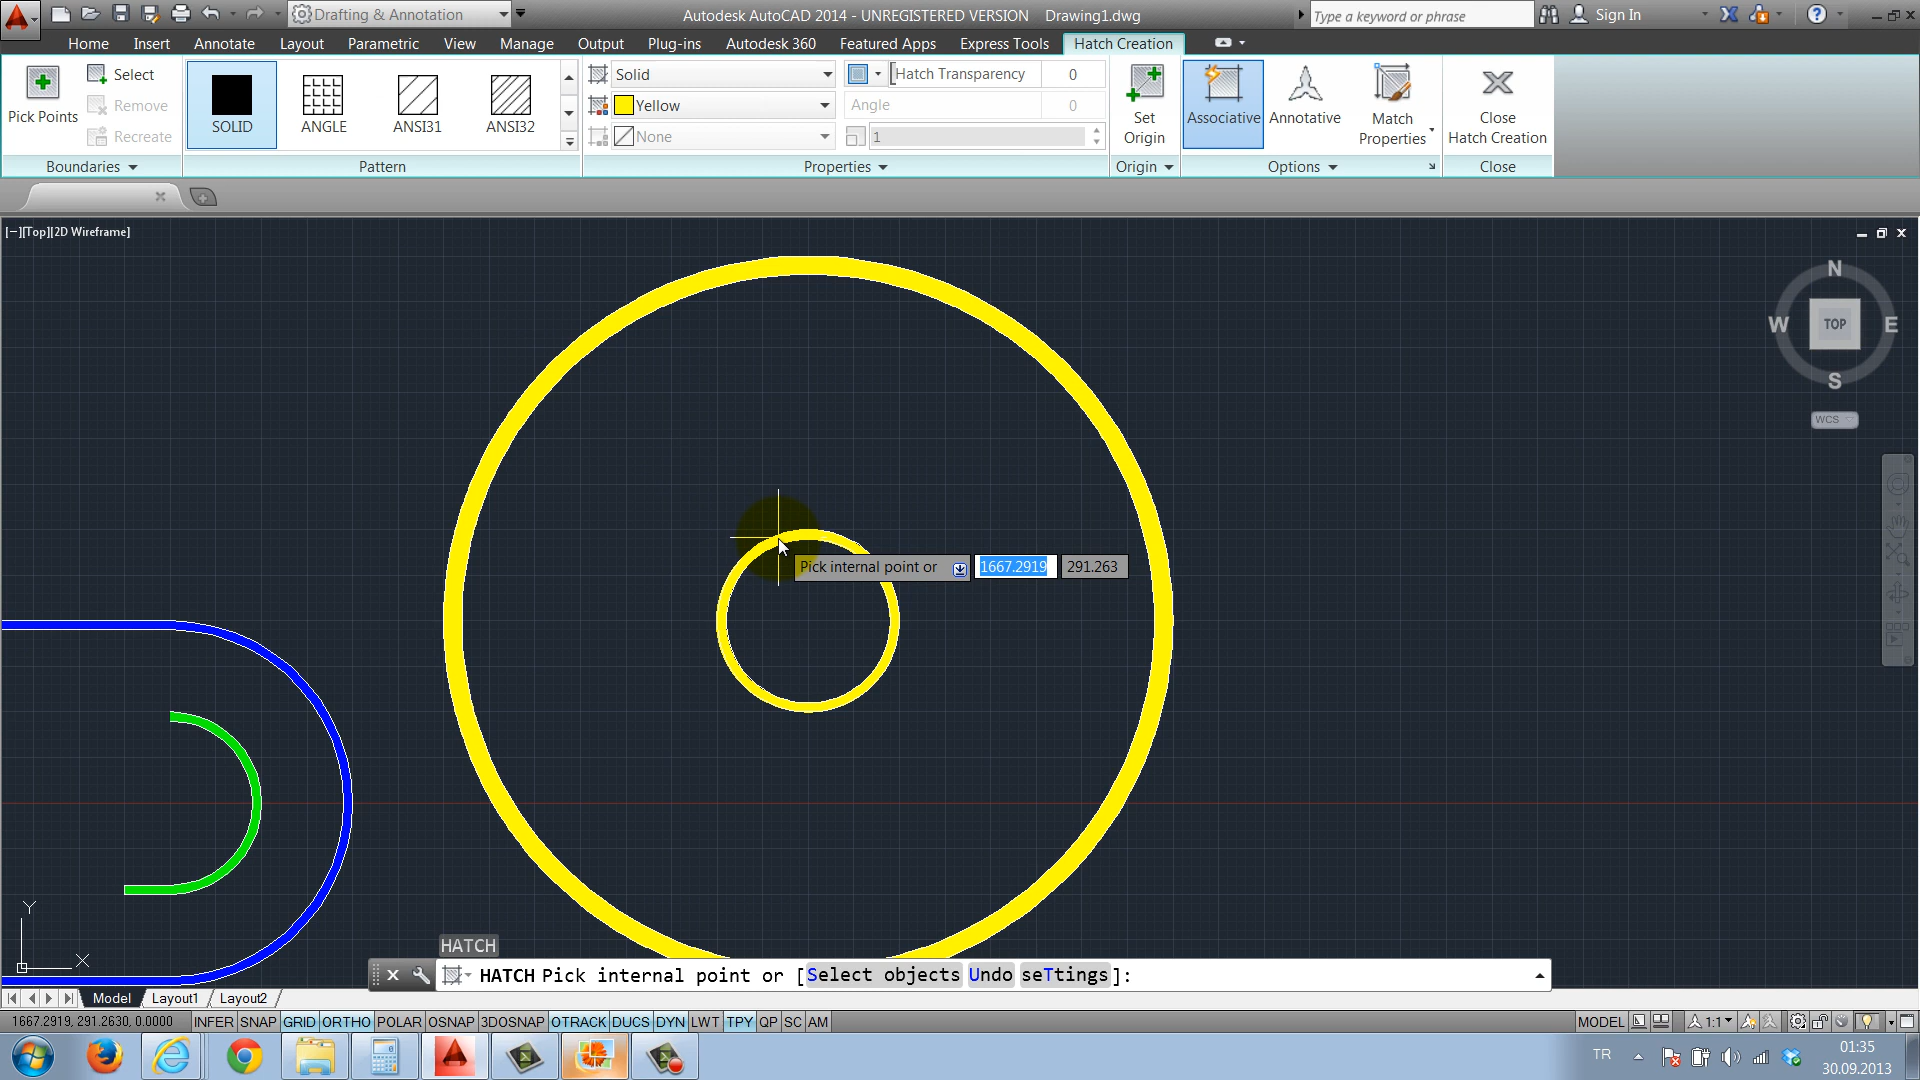 Drafting & Annotation
Autodesk AutoCAD 2014 - UNREGISTERED VERSION Drawing1.dwg
Type a keyword or phrase
Sign In
Home Insert Annotate Layout Parametric View Manage Output Plug-ins Autodesk 360 Featured Apps Express Tools Hatch Creation
Pick Points
Select
Remove
Recreate
SOLID
ANGLE
ANSI31
ANSI32
Solid
Yellow
None
Hatch Transparency 0
Angle 0
1
Set Origin
Associative
Annotative
Match Properties
Close Hatch Creation
Boundaries
Pattern
Properties
Origin
Options
Close
[−][Top][2D Wireframe]
N
W
TOP
E
S
WCS
Pick internal point or 1667.2919 291.263
Y
X
HATCH
HATCH Pick internal point or [Select objects Undo seTtings]:
Model Layout1 Layout2
1667.2919, 291.2630, 0.0000 INFER SNAP GRID ORTHO POLAR OSNAP 3DOSNAP OTRACK DUCS DYN LWT TPY QP SC AM
MODEL 1:1
TR
01:35
30.09.2013